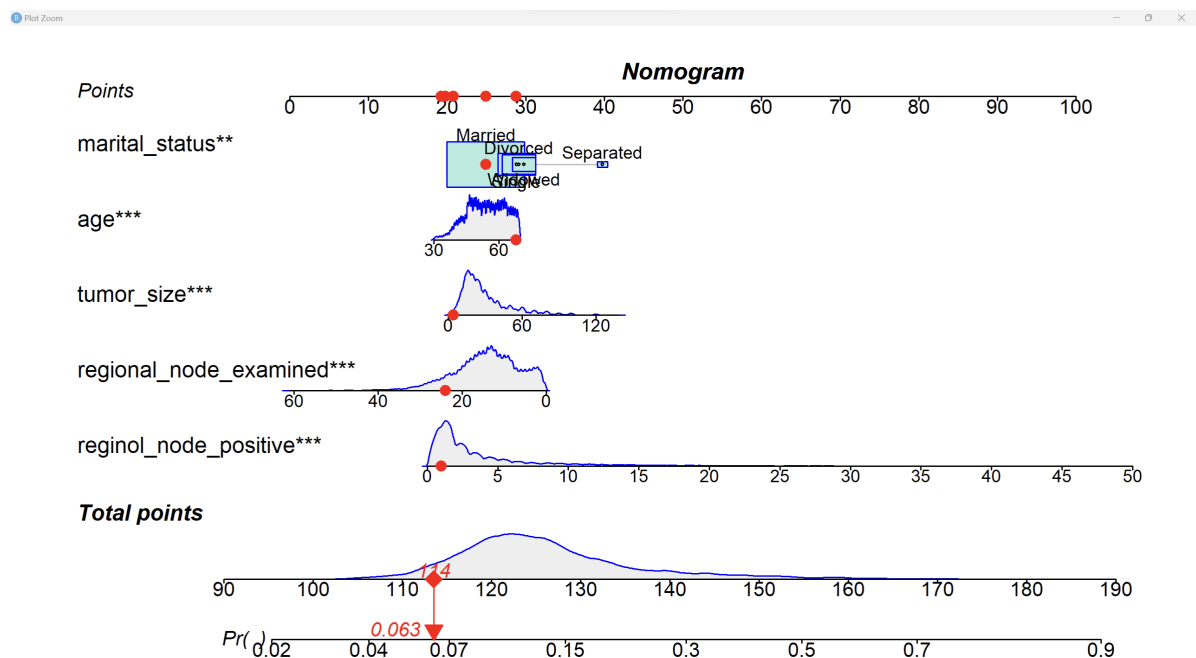 Plot Zoom
Nomogram
Points
0 10 20 30 40 50 60 70 80 90 100
marital_status**
Married
Divorced
Separated
Widowed
Single
age***
30 60
tumor_size***
0 60 120
regional_node_examined***
60 40 20 0
reginol_node_positive***
0 5 10 15 20 25 30 35 40 45 50
Total points
114
90 100 110 120 130 140 150 160 170 180 190
0.063
Pr( )
0.02 0.04 0.07 0.15 0.3 0.5 0.7 0.9